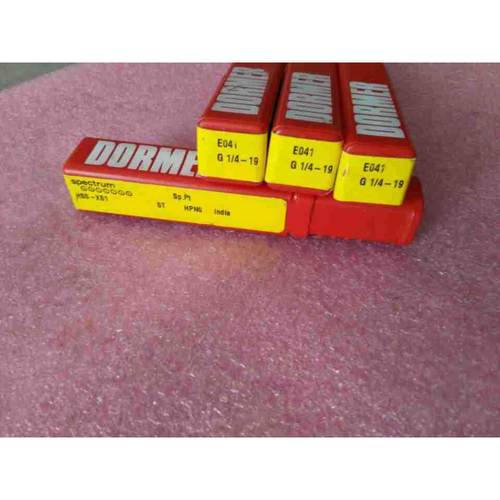 DORMER
E041
G 1/4-19
DORMER
E041
G 1/4-19
DORMER
E041
G 1/4-19
DORMER
spectrum
HSS-XS1 Sp.Pt
ST HPNG India